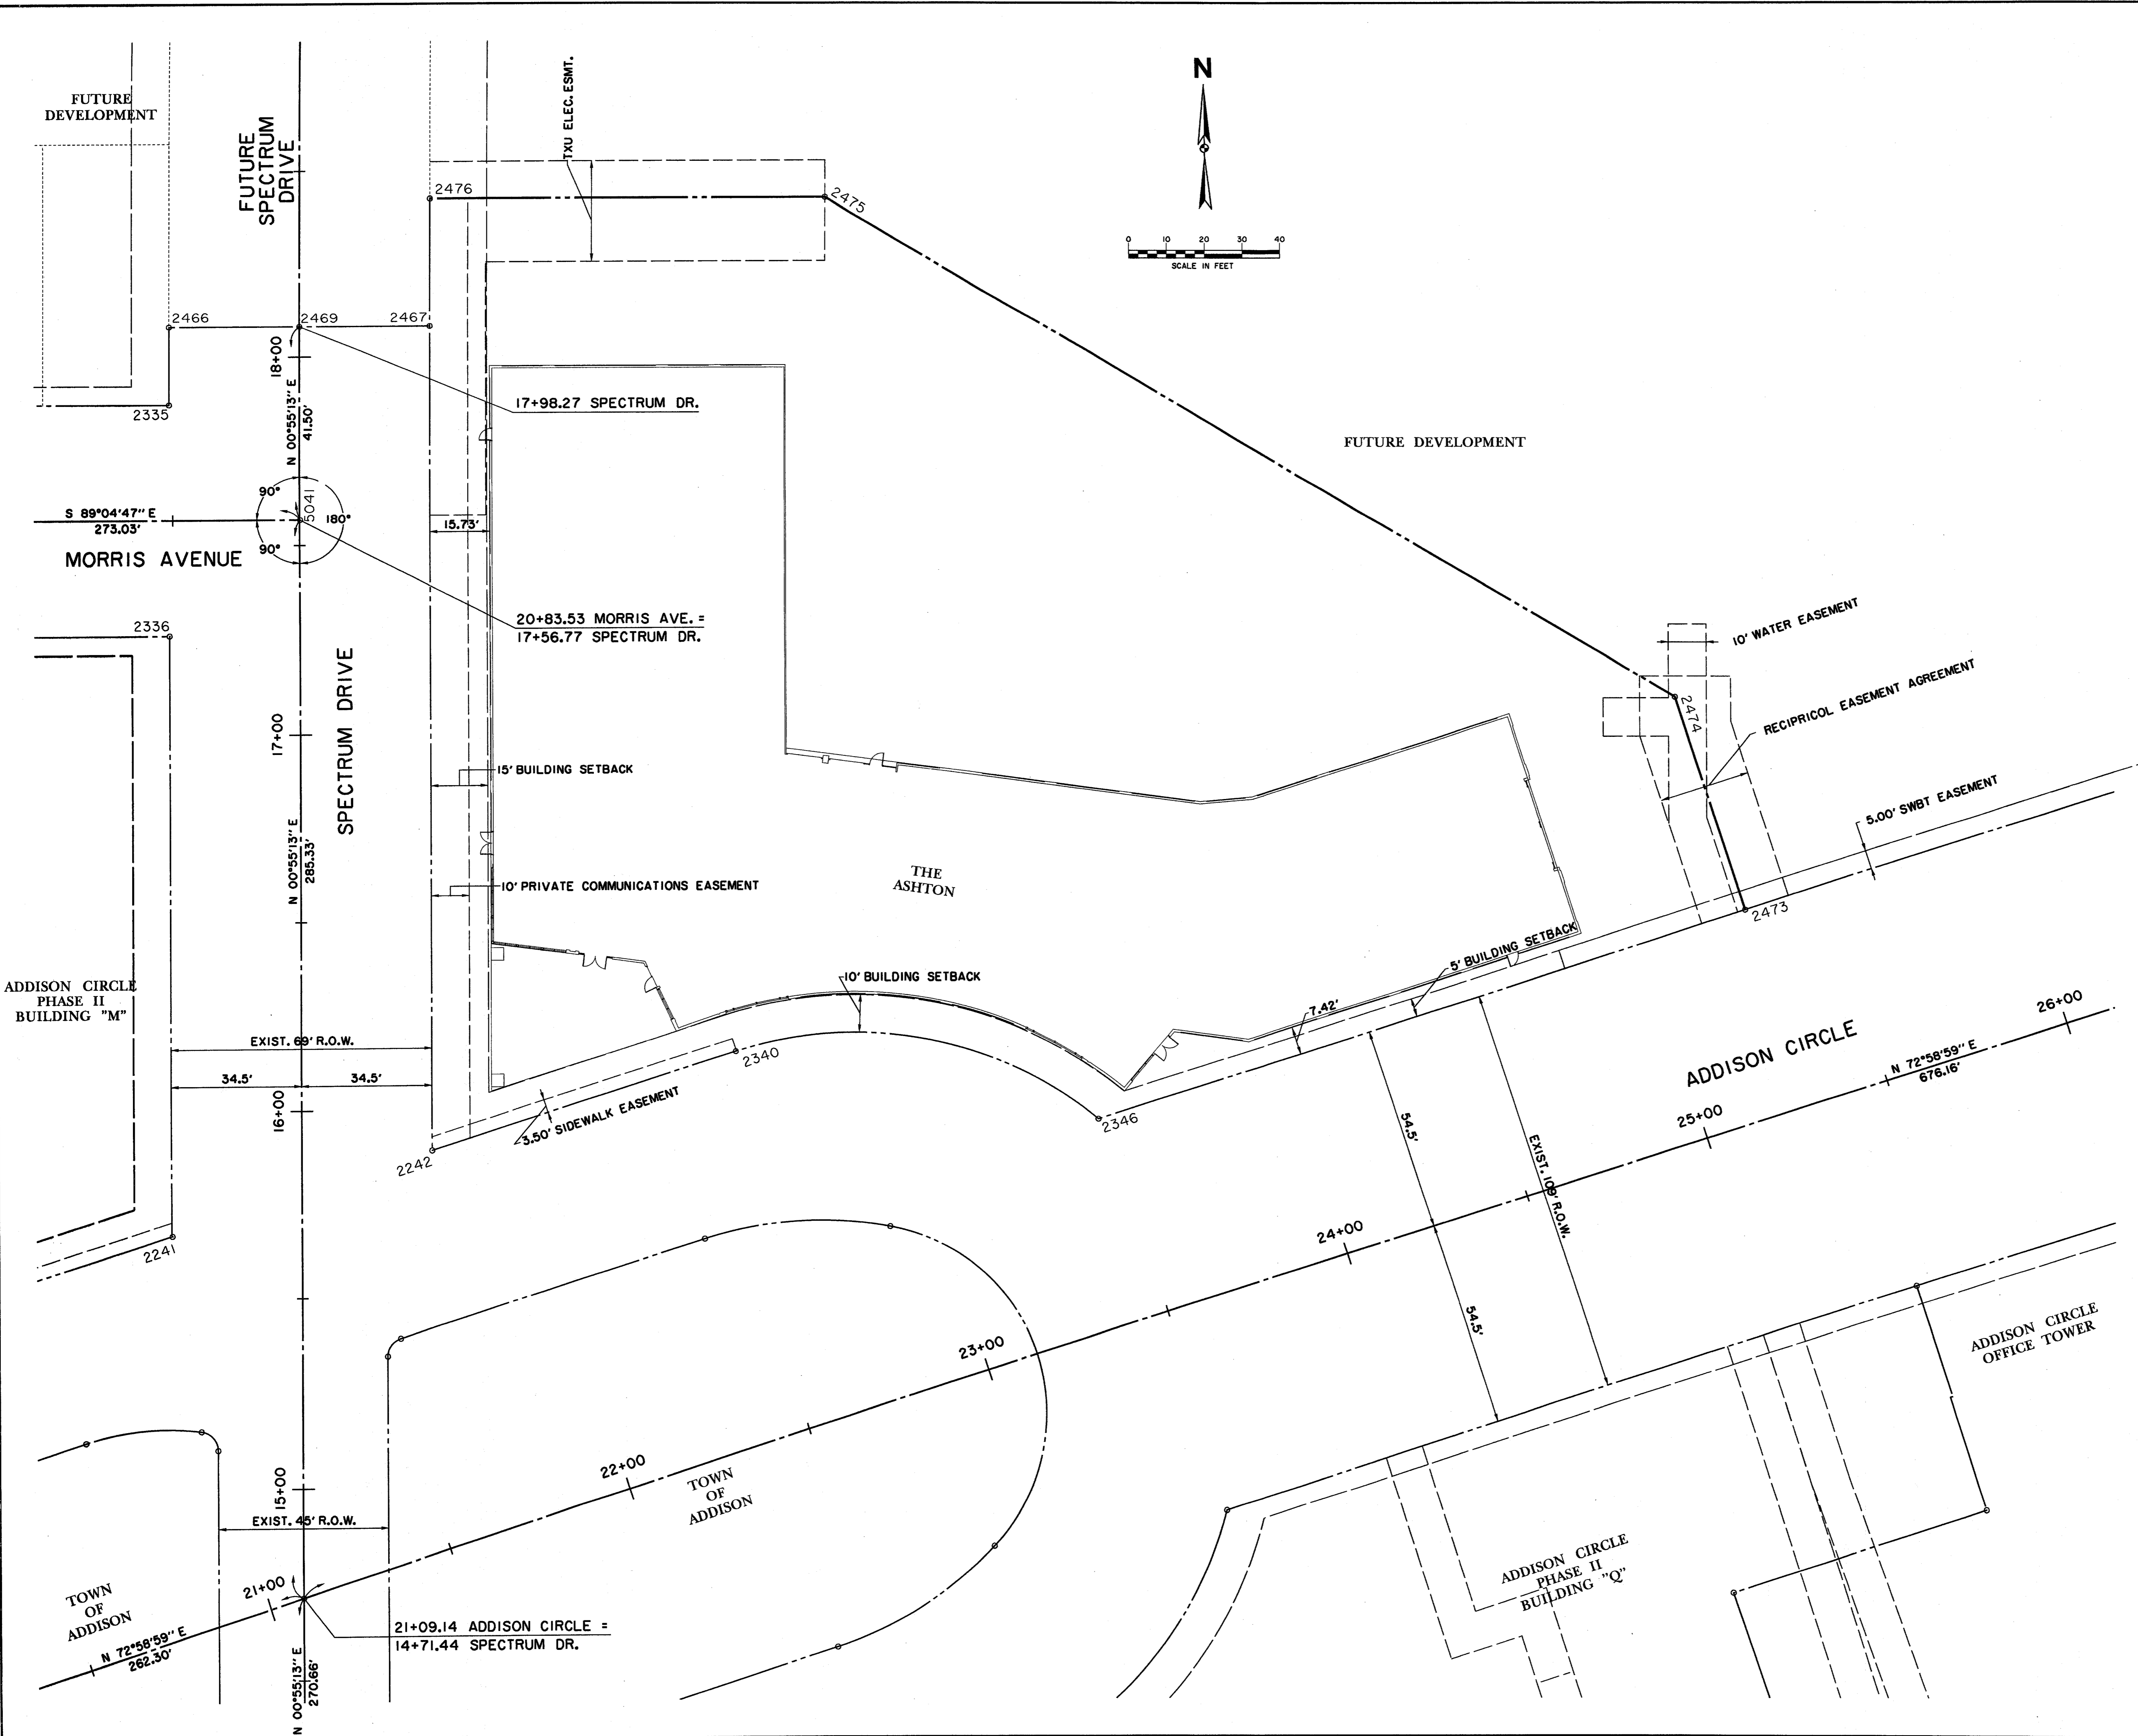 FUTURE
DEVELOPMENT
FUTURE
SPECTRUM
DRIVE
TXU ELEC. ESMT.
N
0 10 20 30 40
SCALE IN FEET
2476
2475
2466
2469
2467
18+00
2335
N 00°55'13" E
41.50'
17+98.27 SPECTRUM DR.
FUTURE DEVELOPMENT
90°
5041
180°
90°
S 89°04'47" E
273.03'
15.73'
MORRIS AVENUE
20+83.53 MORRIS AVE. =
17+56.77 SPECTRUM DR.
2336
10' WATER EASEMENT
2474
RECIPRICOL EASEMENT AGREEMENT
SPECTRUM DRIVE
17+00
15' BUILDING SETBACK
5.00' SWBT EASEMENT
N 00°55'13" E
285.33'
10' PRIVATE COMMUNICATIONS EASEMENT
THE
ASHTON
2473
5' BUILDING SETBACK
10' BUILDING SETBACK
ADDISON CIRCLE
PHASE II
BUILDING "M"
7.42'
26+00
EXIST. 69' R.O.W.
2340
ADDISON CIRCLE
N 72°58'59" E
676.16'
34.5'
34.5'
16+00
3.50' SIDEWALK EASEMENT
2346
25+00
54.5'
EXIST. 109' R.O.W.
2242
2241
24+00
54.5'
23+00
ADDISON CIRCLE
OFFICE TOWER
22+00
TOWN
OF
ADDISON
15+00
EXIST. 45' R.O.W.
ADDISON CIRCLE
PHASE II
BUILDING "Q"
TOWN
OF
ADDISON
21+00
21+09.14 ADDISON CIRCLE =
14+71.44 SPECTRUM DR.
N 72°58'59" E
262.30'
N 00°55'13" E
270.66'